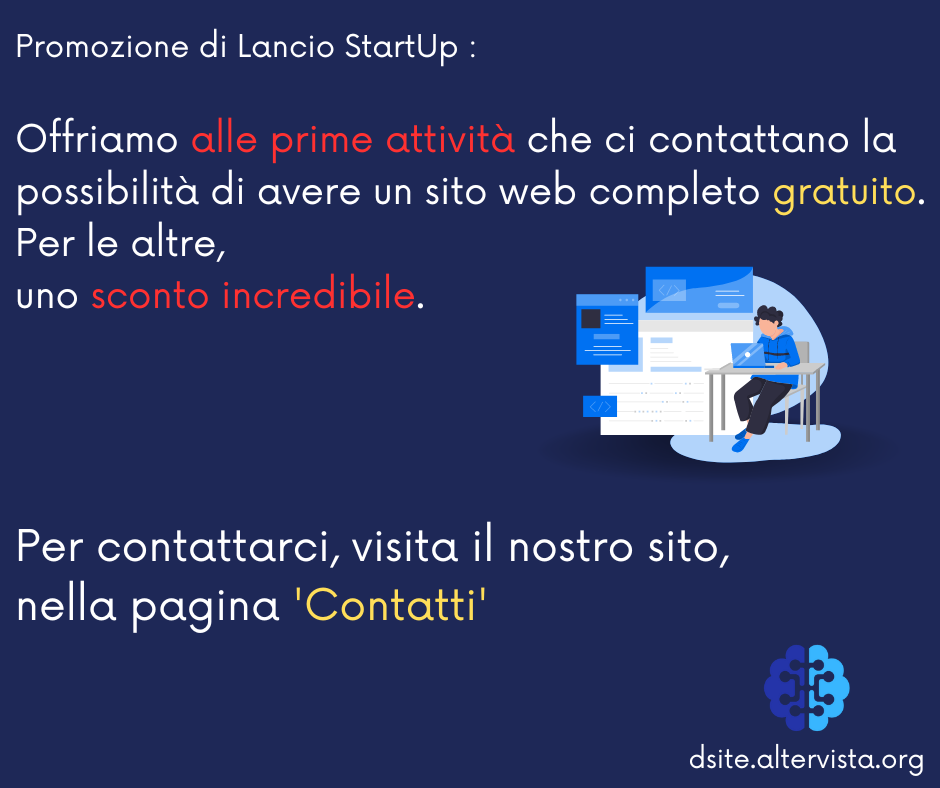 Promozione di Lancio StartUp :
Offriamo alle prime attività che ci contattano la
possibilità di avere un sito web completo gratuito.
Per le altre,
uno sconto incredibile.
</>
</>
Per contattarci, visita il nostro sito,
nella pagina 'Contatti'
dsite.altervista.org